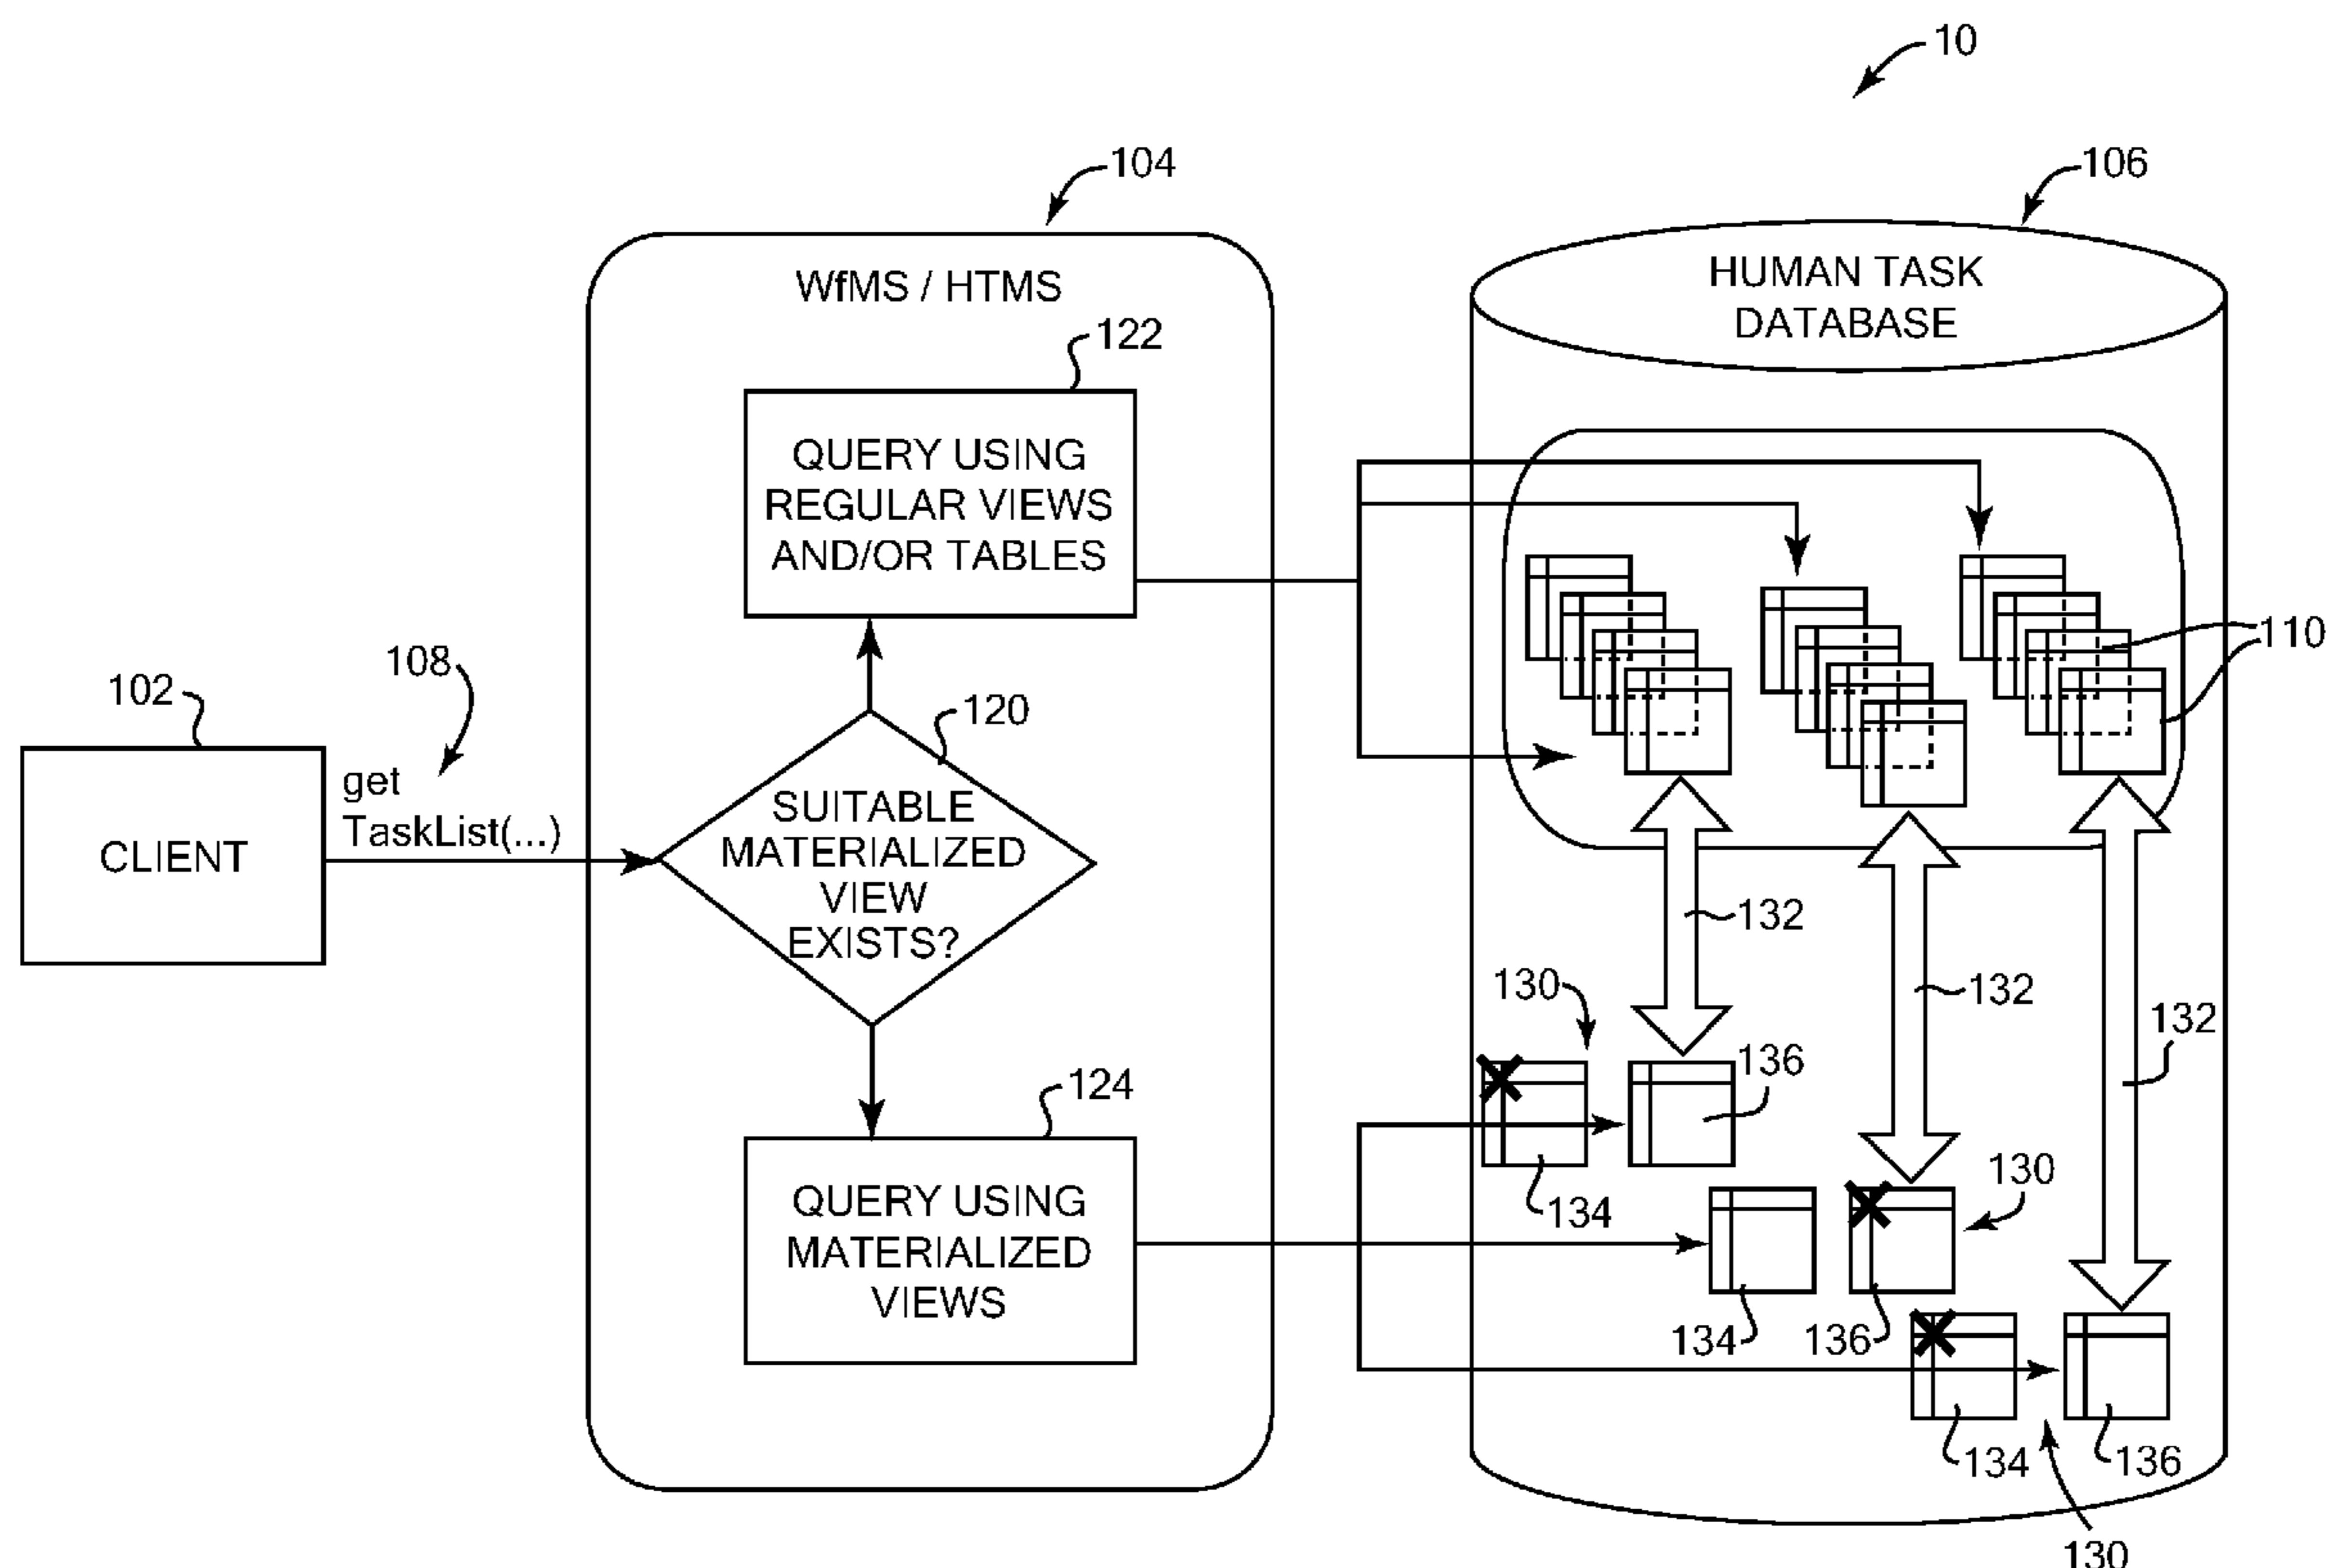 10
104
106
WfMS / HTMS
HUMAN TASK
DATABASE
122
QUERY USING
REGULAR VIEWS
AND/OR TABLES
110
108
102
120
get
TaskList(...)
CLIENT
SUITABLE
MATERIALIZED
VIEW
EXISTS?
132
132
132
130
136
124
134
130
QUERY USING
MATERIALIZED
VIEWS
134
136
134
136
130